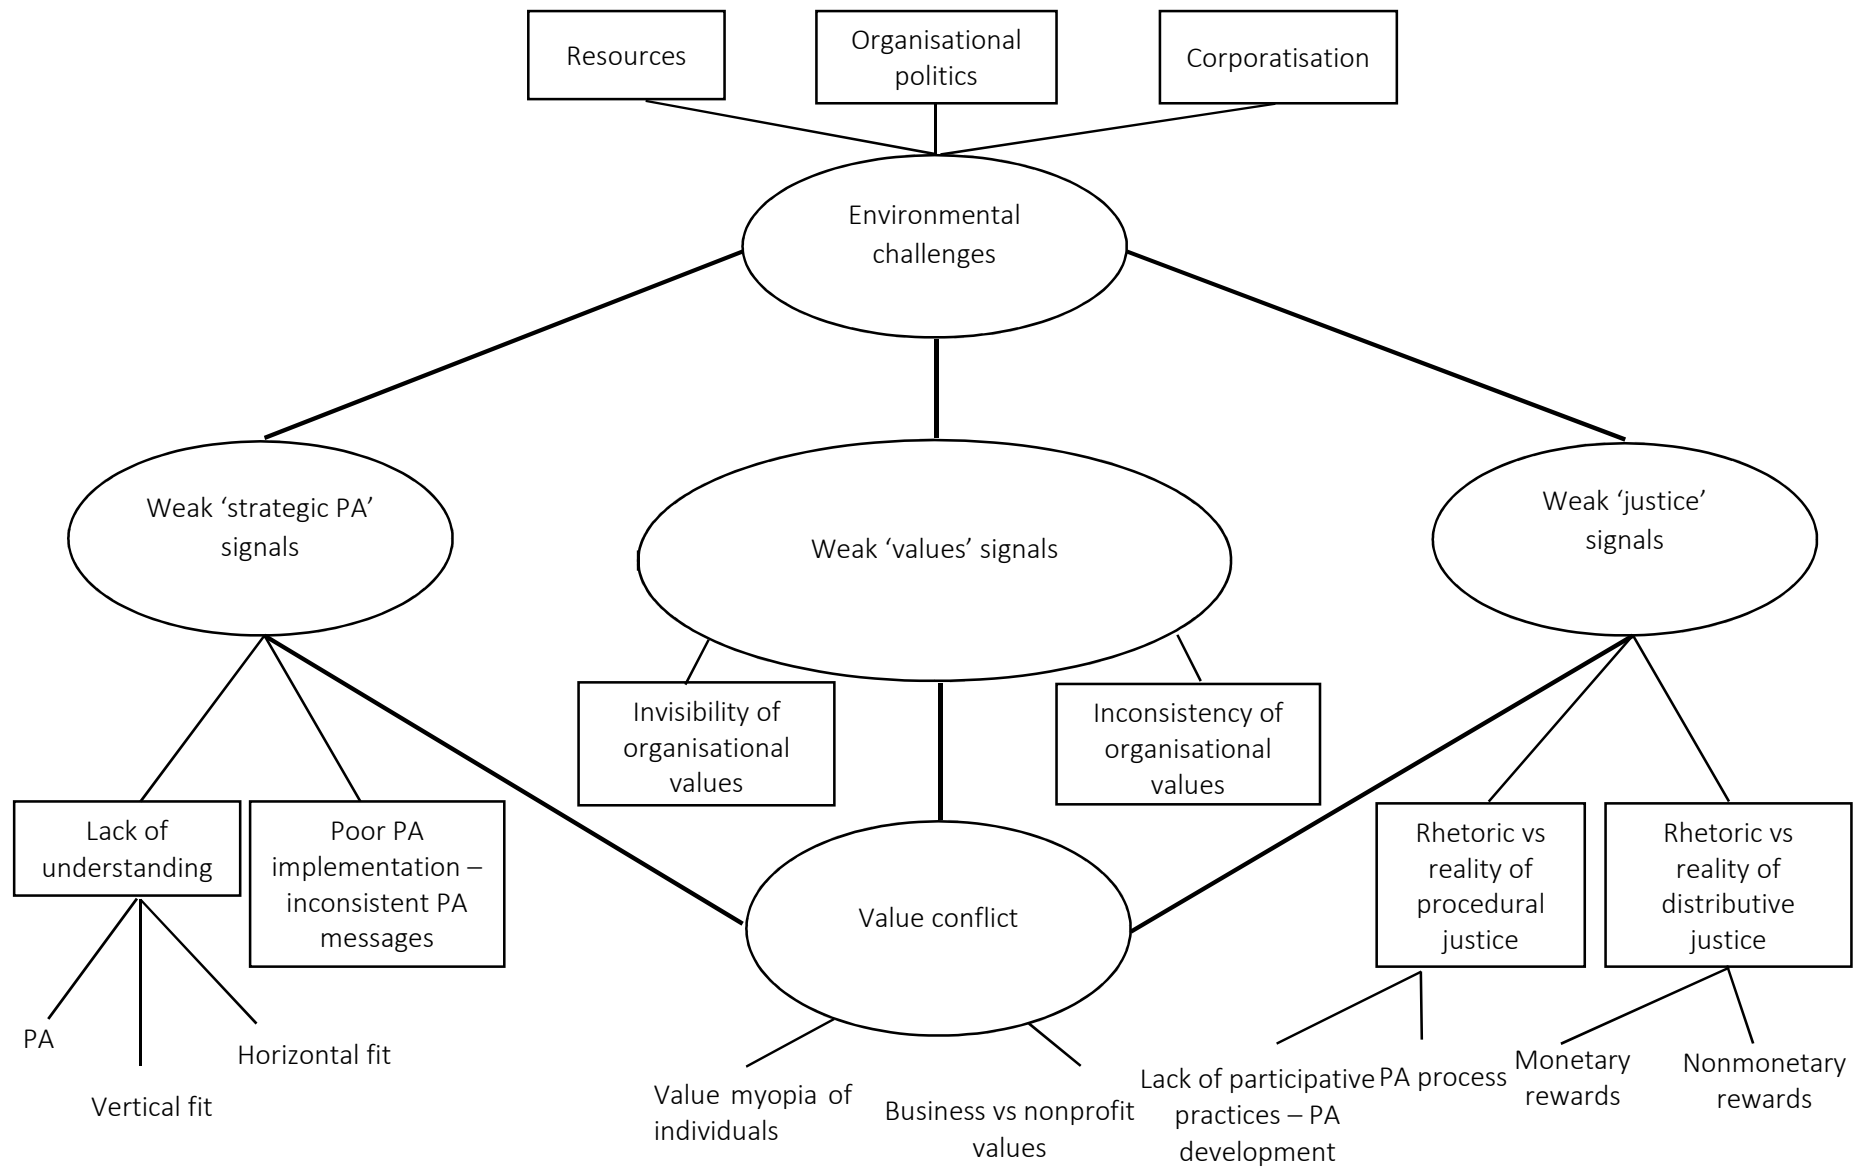 Resources
Organisational
politics
Corporatisation
Environmental
challenges
Weak ‘strategic PA’
signals
Weak ‘values’ signals
Weak ‘justice’
signals
Invisibility of
organisational
values
Inconsistency of
organisational
values
Lack of
understanding
Poor PA
implementation –
inconsistent PA
messages
Value conflict
Rhetoric vs
reality of
procedural
justice
Rhetoric vs
reality of
distributive
justice
PA
Vertical fit
Horizontal fit
Value myopia of
individuals
Business vs nonprofit
values
Lack of participative
practices – PA
development
PA process
Monetary
rewards
Nonmonetary
rewards